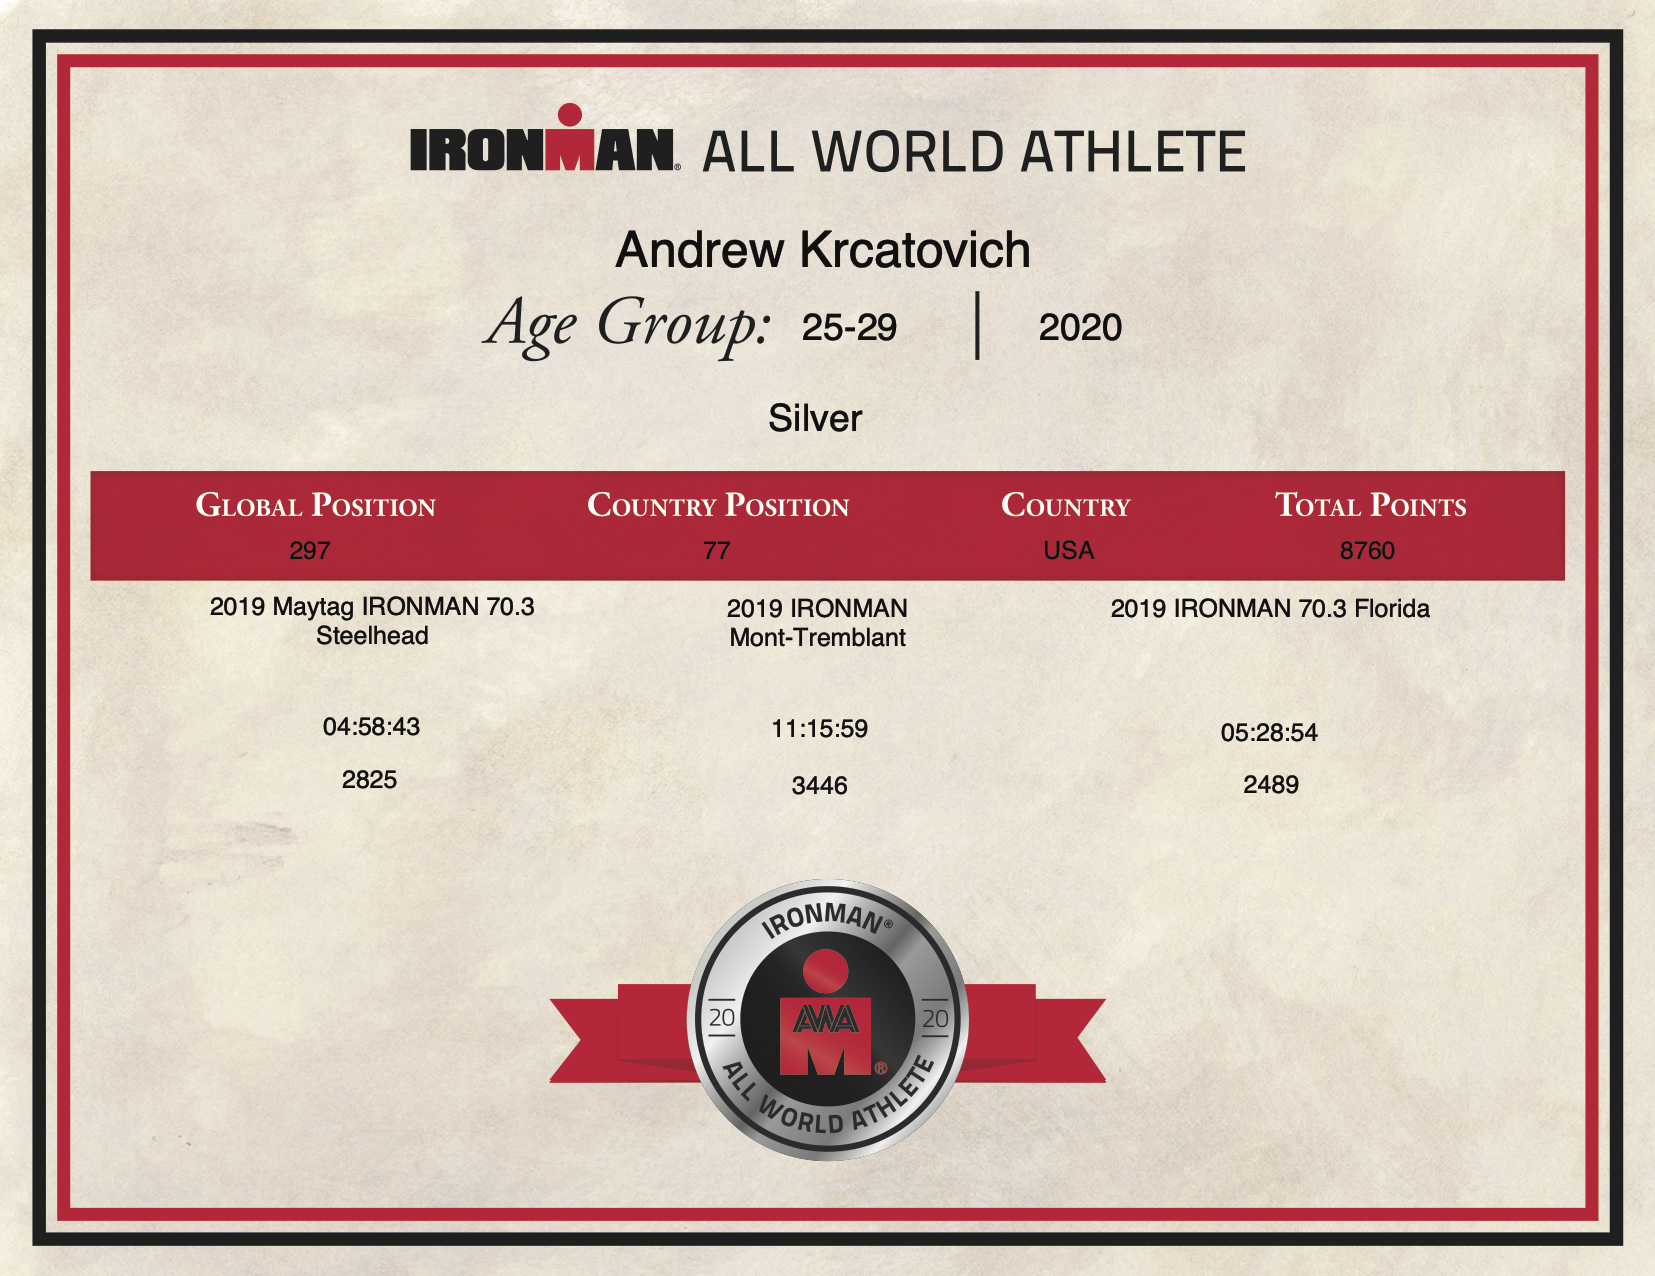 IRONMAN® ALL WORLD ATHLETE
Andrew Krcatovich
Age Group: 25-29 | 2020
Silver
Global Position Country Position Country Total Points
297 77 USA 8760
2019 Maytag IRONMAN 70.3 2019 IRONMAN 2019 IRONMAN 70.3 Florida
Steelhead Mont-Tremblant
04:58:43 11:15:59 05:28:54
2825 3446 2489
IRONMAN®
20 AWA 20
®
ALL WORLD ATHLETE